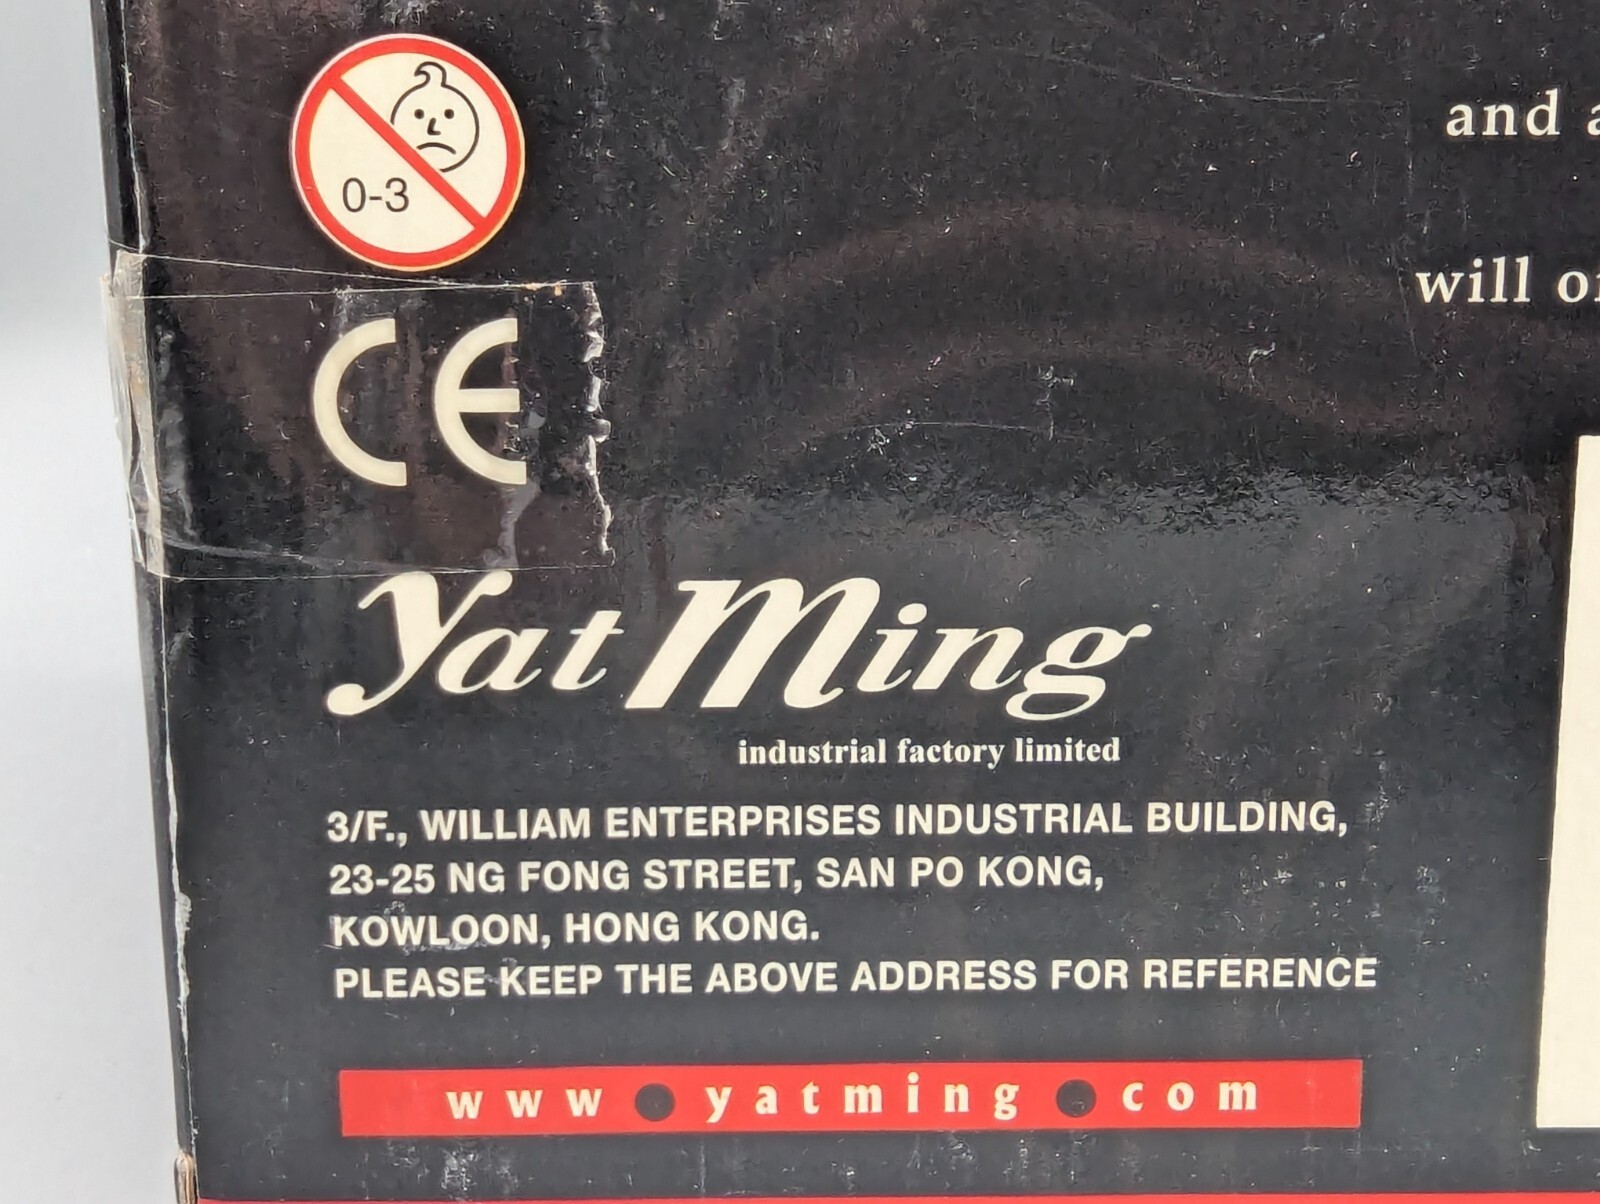 0-3
and
will
CE
Yat Ming
industrial factory limited
3/F., WILLIAM ENTERPRISES INDUSTRIAL BUILDING,
23-25 NG FONG STREET, SAN PO KONG,
KOWLOON, HONG KONG.
PLEASE KEEP THE ABOVE ADDRESS FOR REFERENCE
www.yatming.com